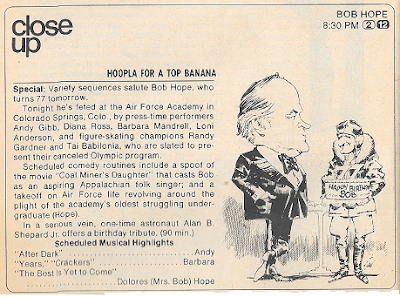 close
up
BOB HOPE
8:30 PM 2 12
HOOPLA FOR A TOP BANANA
Special: Variety sequences salute Bob Hope, who
turns 77 tomorrow.
Tonight he's feted at the Air Force Academy in
Colorado Springs, Colo., by press-time performers
Andy Gibb, Diana Ross, Barbara Mandrell, Loni
Anderson, and figure-skating champions Randy
Gardner and Tai Babilonia, who are slated to pre-
sent their canceled Olympic program.
Scheduled comedy routines include a spoof of
the movie "Coal Miner's Daughter" that casts Bob
as an aspiring Appalachian folk singer; and a
takeoff on Air Force life revolving around the
plight of the academy's oldest struggling under-
graduate (Hope).
In a serious vein, one-time astronaut Alan B.
Shepard Jr. offers a birthday tribute. (90 min.)
Scheduled Musical Highlights
"After Dark" .......................... Andy
"Years," "Crackers" .................. Barbara
"The Best Is Yet to Come"
.................. Dolores (Mrs. Bob) Hope
HAPPY BIRTHDAY
BOB